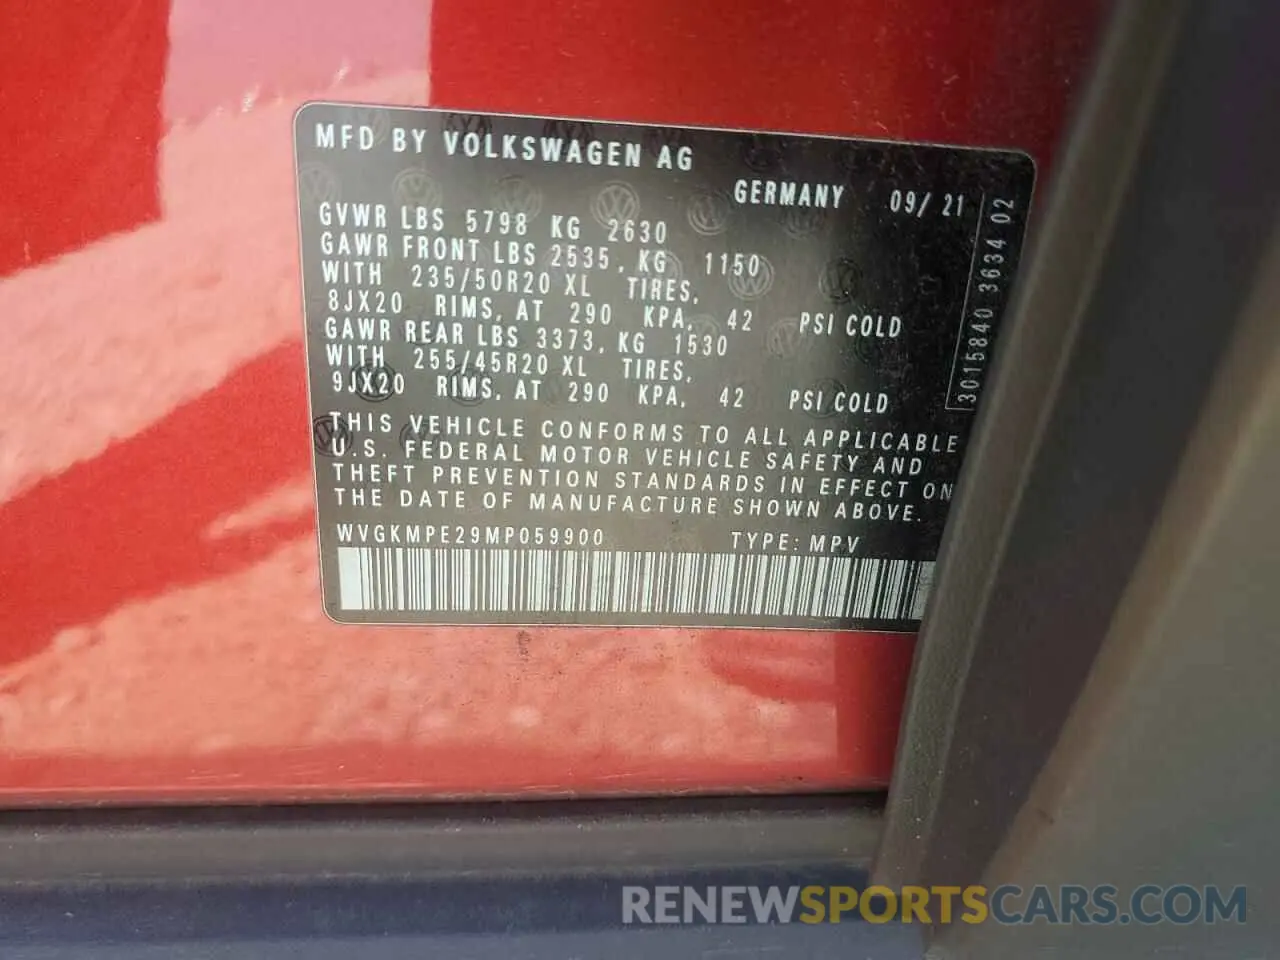 MFD BY VOLKSWAGEN AG
GERMANY 09/ 21
GVWR LBS 5798 KG 2630
GAWR FRONT LBS 2535, KG 1150
WITH 235/50R20 XL TIRES,
8JX20 RIMS, AT 290 KPA, 42 PSI COLD
GAWR REAR LBS 3373, KG 1530
WITH 255/45R20 XL TIRES,
9JX20 RIMS, AT 290 KPA, 42 PSI COLD
THIS VEHICLE CONFORMS TO ALL APPLICABLE
U.S. FEDERAL MOTOR VEHICLE SAFETY AND
THEFT PREVENTION STANDARDS IN EFFECT ON
THE DATE OF MANUFACTURE SHOWN ABOVE.
WVGKMPE29MP059900 TYPE: MPV
3015840 3634 02
RENEWSPORTSCARS.COM